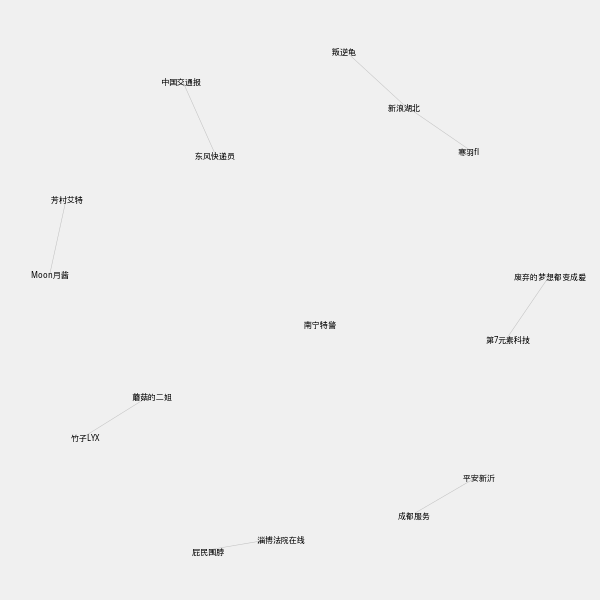 叛逆龟
中国交通报
新浪湖北
寒羽fl
东风快递员
芳村艾特
Moon月酱
废弃的梦想都变成爱
南宁特警
第7元素科技
蘑菇的二姐
竹子LYX
平安新沂
成都服务
淄博法院在线
屁民围脖